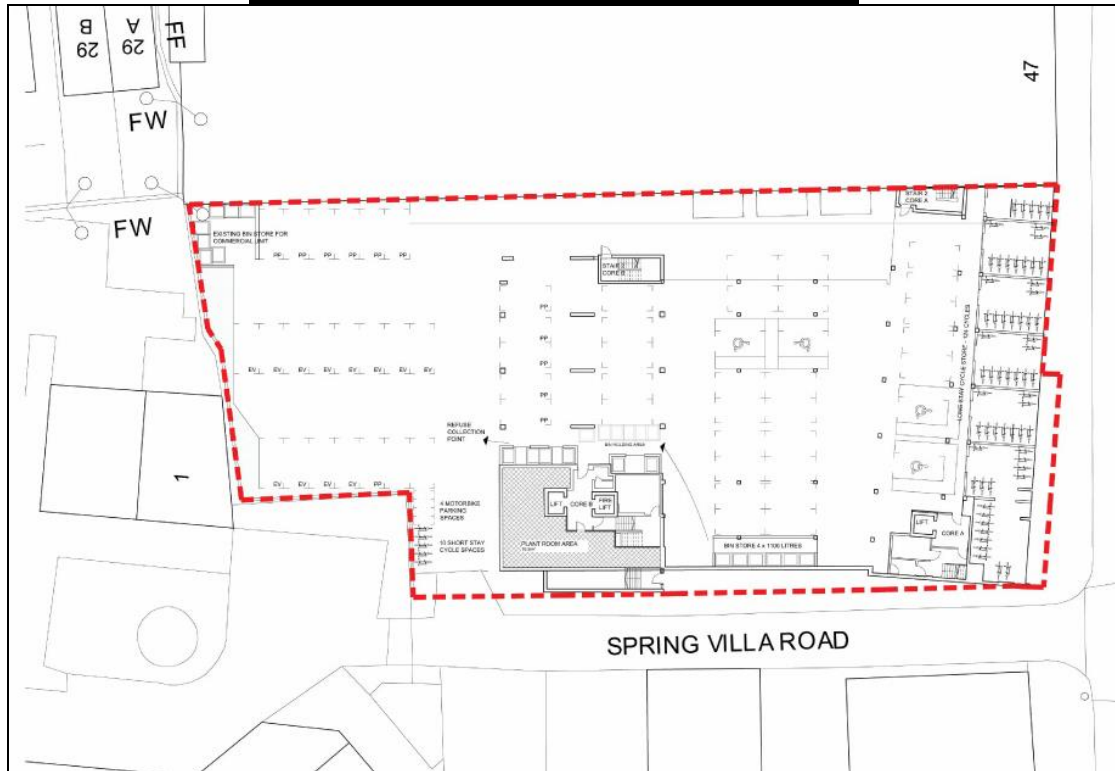 29
B
29
A
FF
FW
FW
47
EXISTING BIN STORE FOR
COMMERCIAL UNIT
STAIR 2
CORE A
PP PP PP PP PP PP
STAIR 2
CORE B
PP
PP
PP
PP
PP
EV EV EV EV EV EV EV
LONG STAY CYCLE STORE - 124 CYCLES
REFUSE
COLLECTION
POINT
BIN HOLDING AREA
EV EV EV EV PP
4 MOTORBIKE
PARKING
SPACES
LIFT
CORE B
FIRE
LIFT
LIFT
CORE A
10 SHORT STAY
CYCLE SPACES
PLANT ROOM AREA
BIN STORE 4 x 1100 LITRES
1
SPRING VILLA ROAD